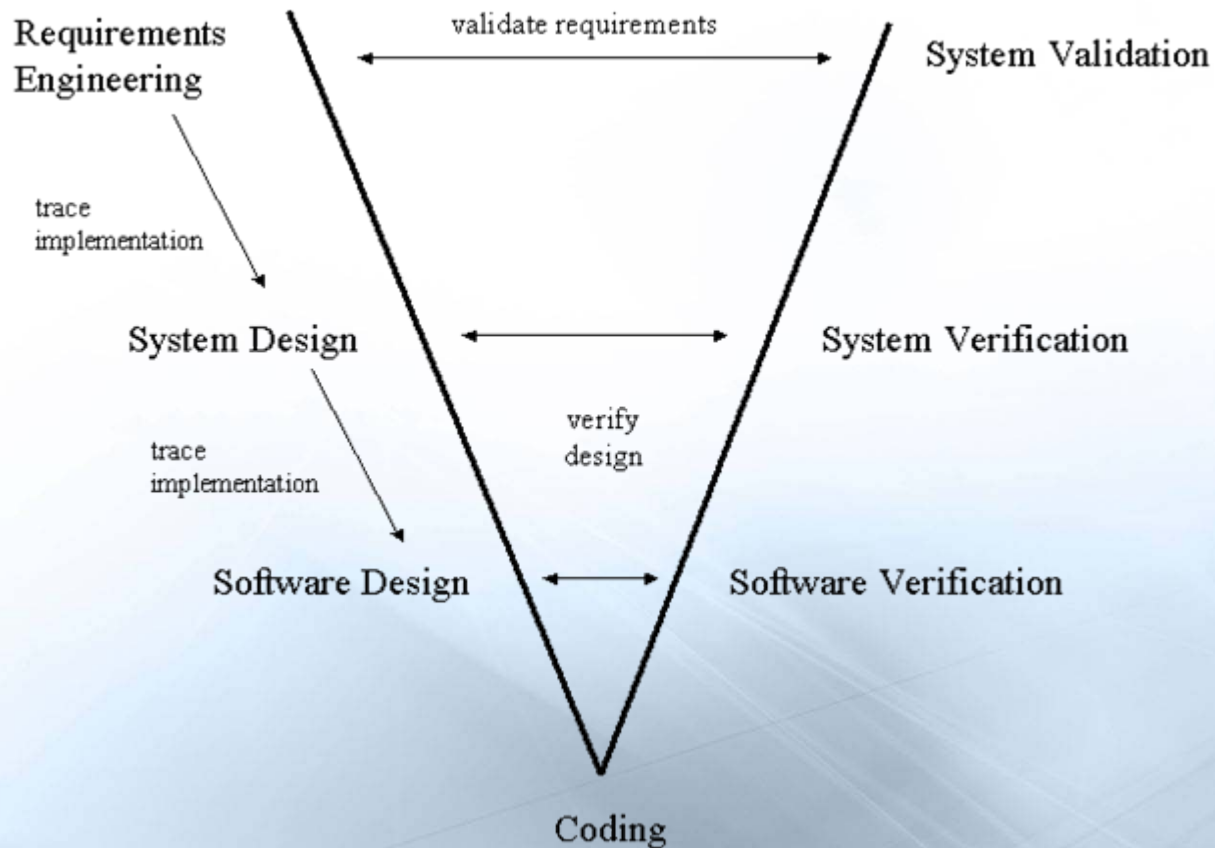 Requirements
Engineering
validate requirements
System Validation
trace
implementation
System Design
System Verification
verify
design
trace
implementation
Software Design
Software Verification
Coding